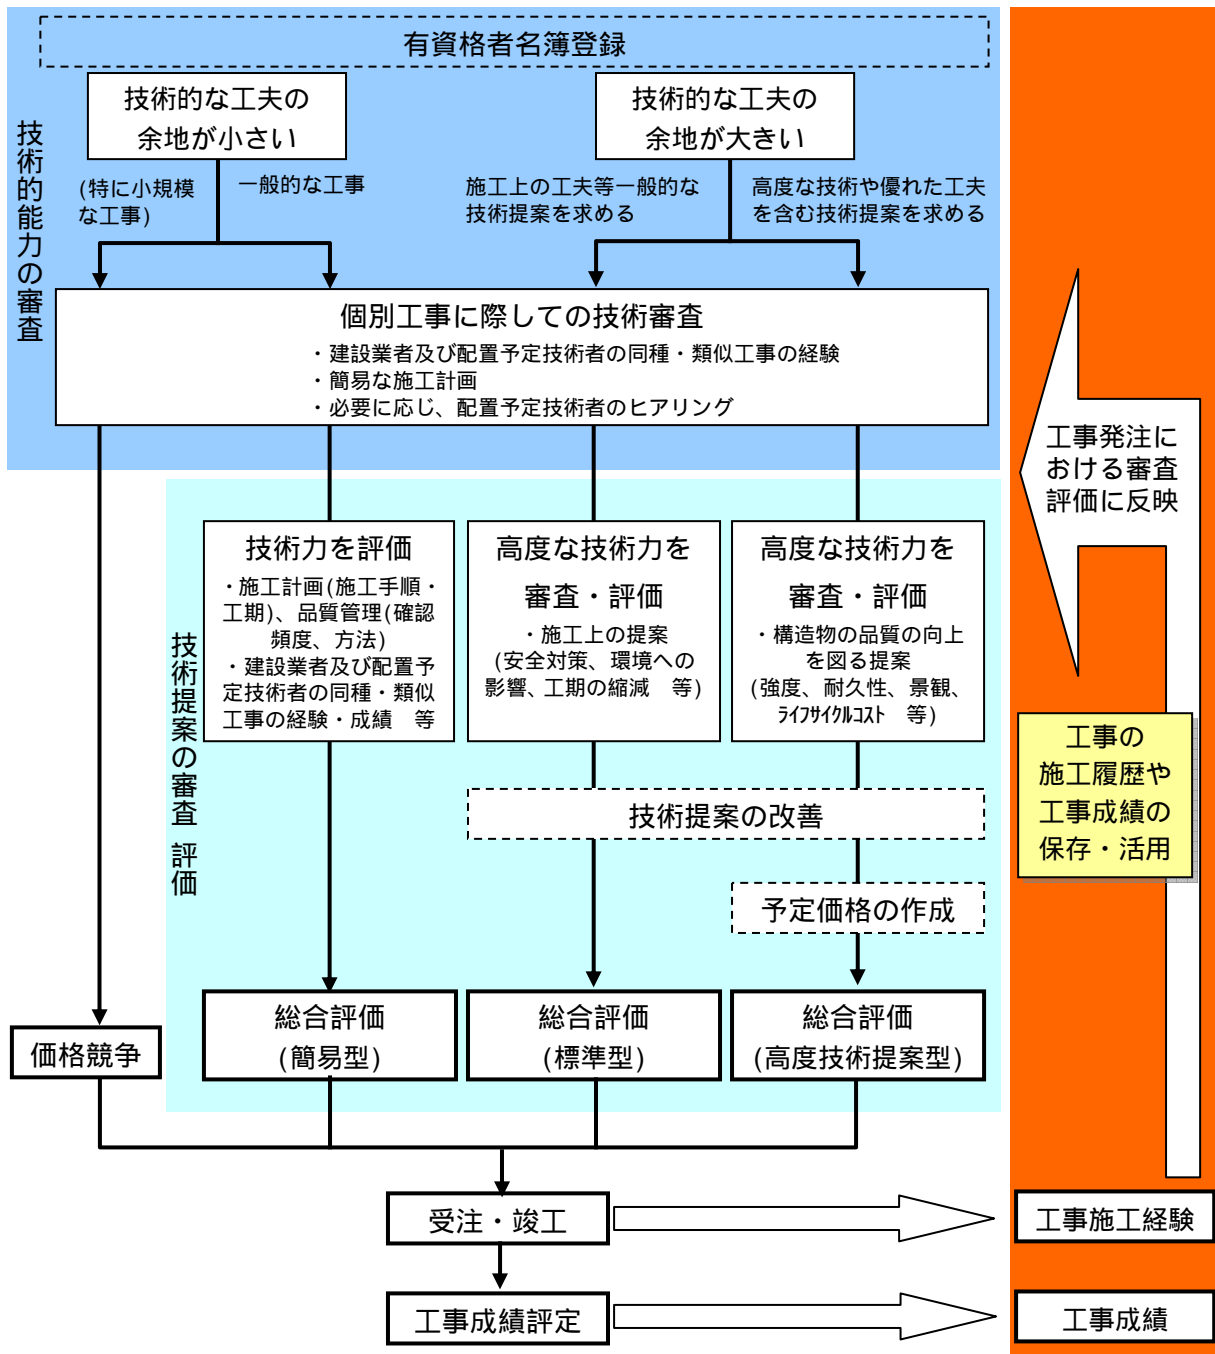 有資格者名簿登録
技術的な工夫の
余地が小さい
技術的な工夫の
余地が大きい
技術的能力の審査
(特に小規模
な工事)
一般的な工事
施工上の工夫等一般的な
技術提案を求める
高度な技術や優れた工夫
を含む技術提案を求める
個別工事に際しての技術審査
・建設業者及び配置予定技術者の同種・類似工事の経験
・簡易な施工計画
・必要に応じ、配置予定技術者のヒアリング
工事発注に
おける審査
評価に反映
技術提案の審査 評価
技術力を評価
・施工計画(施工手順・
工期)、品質管理(確認
頻度、方法)
・建設業者及び配置予
定技術者の同種・類似
工事の経験・成績 等
高度な技術力を
審査・評価
・施工上の提案
(安全対策、環境への
影響、工期の縮減 等)
高度な技術力を
審査・評価
・構造物の品質の向上
を図る提案
(強度、耐久性、景観、
ﾗｲﾌｻｲｸﾙｺｽﾄ 等)
工事の
施工履歴や
工事成績の
保存・活用
技術提案の改善
予定価格の作成
価格競争
総合評価
(簡易型)
総合評価
(標準型)
総合評価
(高度技術提案型)
受注・竣工
工事施工経験
工事成績評定
工事成績